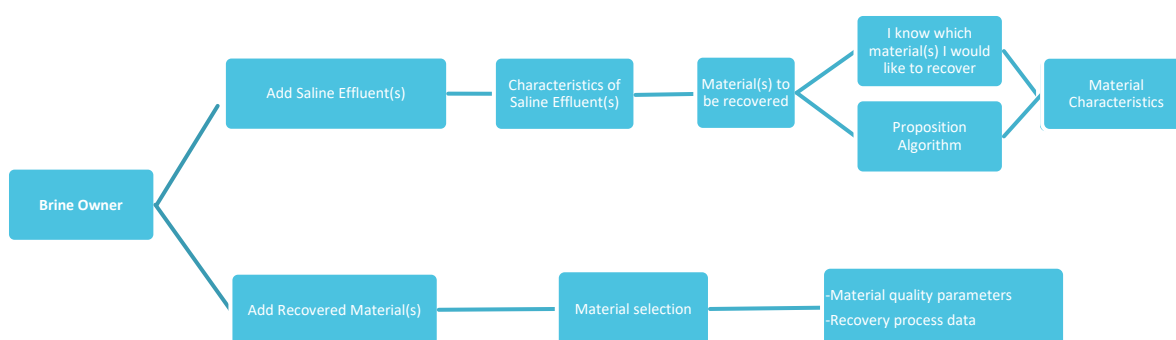 Brine Owner
Add Saline Effluent(s)
Characteristics of
Saline Effluent(s)
Material(s) to
be recovered
I know which
material(s) I would
like to recover
Proposition
Algorithm
Material
Characteristics
Add Recovered Material(s)
Material selection
-Material quality parameters
-Recovery process data